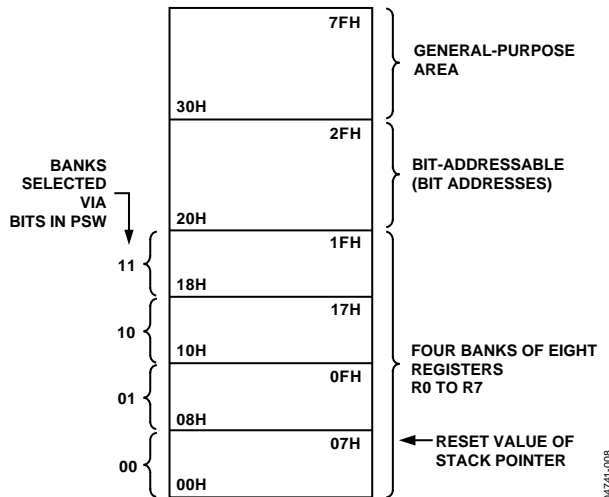 7FH
GENERAL-PURPOSE
AREA
30H
2FH
BIT-ADDRESSABLE
(BIT ADDRESSES)
20H
BANKS
SELECTED
VIA
BITS IN PSW
11
1FH
18H
10
17H
10H
01
0FH
08H
FOUR BANKS OF EIGHT
REGISTERS
R0 TO R7
00
07H
00H
RESET VALUE OF
STACK POINTER
04741-008